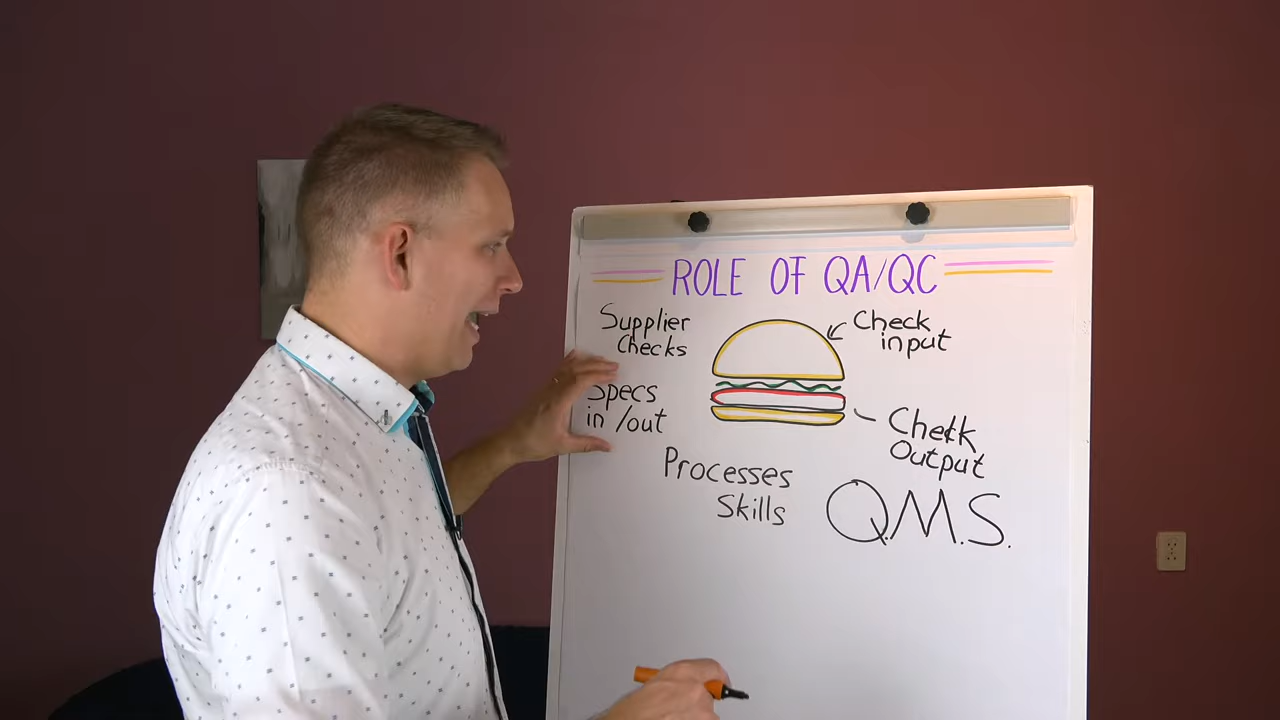 ROLE OF QA/QC
Supplier
Checks
Check
input
Specs
in/out
Check
Output
Processes
Skills
Q.M.S.